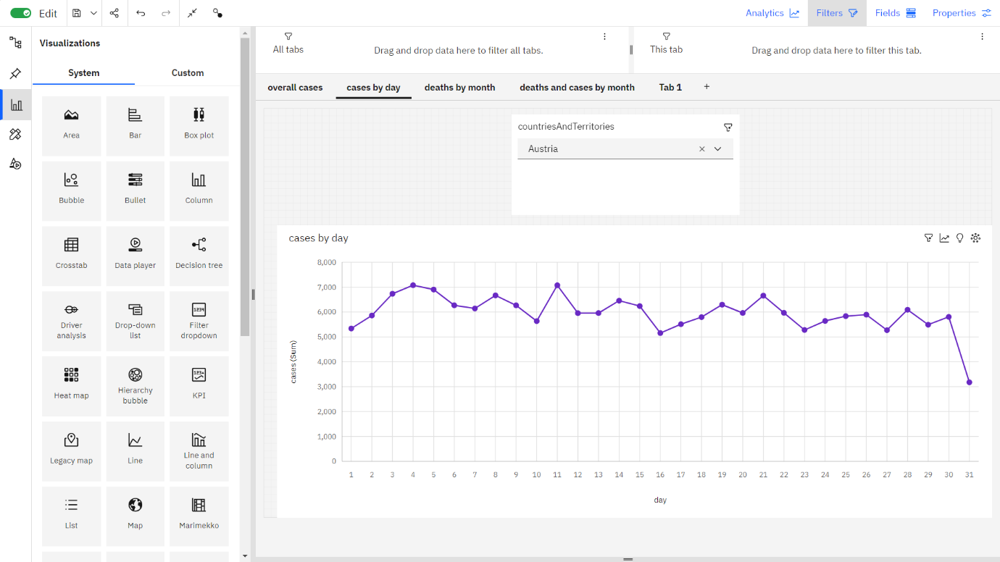 Edit
Analytics
Filters
Fields
Properties
Visualizations
System
Custom
Area
Bar
Box plot
Bubble
Bullet
Column
Crosstab
Data player
Decision tree
Driver
analysis
Drop-down
list
1234
Filter
dropdown
Heat map
Hierarchy
bubble
KPI
Legacy map
Line
Line and
column
List
Map
Marimekko
All tabs
Drag and drop data here to filter all tabs.
This tab
Drag and drop data here to filter this tab.
overall cases
cases by day
deaths by month
deaths and cases by month
Tab 1
countriesAndTerritories
Austria
cases by day
cases (Sum)
8,000
7,000
6,000
5,000
4,000
3,000
2,000
1,000
0
1 2 3 4 5 6 7 8 9 10 11 12 13 14 15 16 17 18 19 20 21 22 23 24 25 26 27 28 29 30 31
day